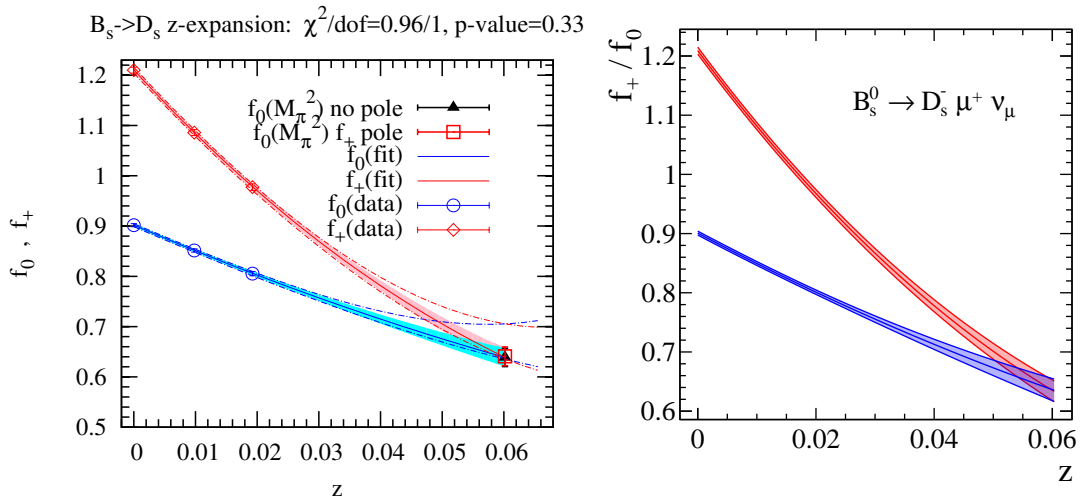 B_s->D_s z-expansion: χ²/dof=0.96/1, p-value=0.33
f_0 , f_+
1.2
1.1
1
0.9
0.8
0.7
0.6
0.5
0 0.01 0.02 0.03 0.04 0.05 0.06
z
f_0(M_π²) no pole
f_0(M_π²) f_+ pole
f_0(fit)
f_+(fit)
f_0(data)
f_+(data)
f_+ / f_0
1.2
1.1
1
0.9
0.8
0.7
0.6
0 0.02 0.04 0.06
z
B_s^0 → D_s^- μ^+ ν_μ